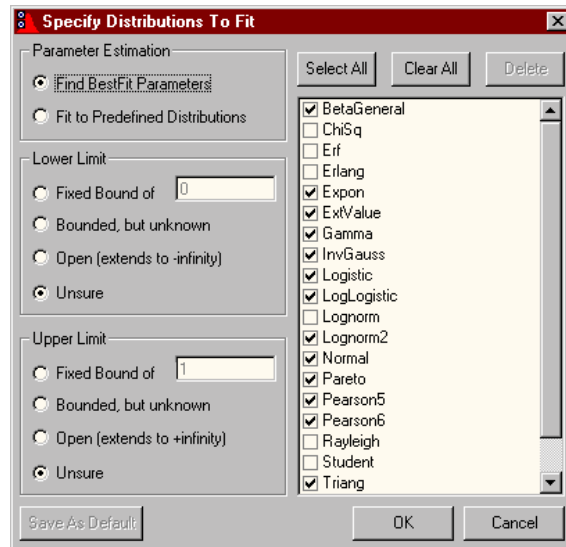 Specify Distributions To Fit
Parameter Estimation
Find BestFit Parameters
Fit to Predefined Distributions
Lower Limit
Fixed Bound of 0
Bounded, but unknown
Open (extends to -infinity)
Unsure
Upper Limit
Fixed Bound of 1
Bounded, but unknown
Open (extends to +infinity)
Unsure
Save As Default
Select All Clear All Delete
BetaGeneral
ChiSq
Erf
Erlang
Expon
ExtValue
Gamma
InvGauss
Logistic
LogLogistic
Lognorm
Lognorm2
Normal
Pareto
Pearson5
Pearson6
Rayleigh
Student
Triang
OK Cancel